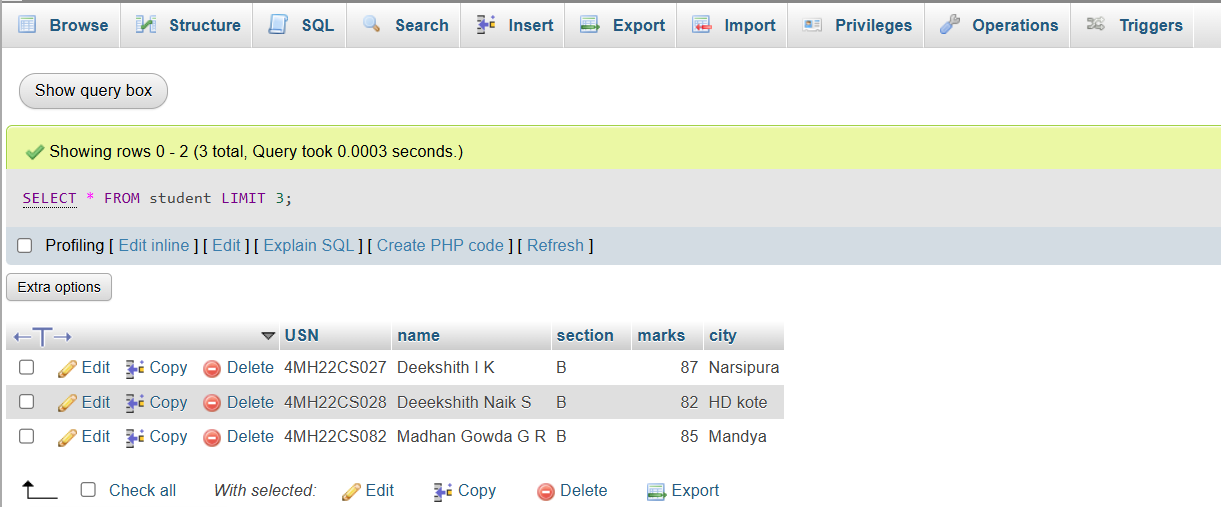 Browse Structure SQL Search Insert Export Import Privileges Operations Triggers
Show query box
Showing rows 0 - 2 (3 total, Query took 0.0003 seconds.)
SELECT * FROM student LIMIT 3;
Profiling [ Edit inline ] [ Edit ] [ Explain SQL ] [ Create PHP code ] [ Refresh ]
Extra options
USN name section marks city
Edit Copy Delete 4MH22CS027 Deekshith I K B 87 Narsipura
Edit Copy Delete 4MH22CS028 Deeekshith Naik S B 82 HD kote
Edit Copy Delete 4MH22CS082 Madhan Gowda G R B 85 Mandya
Check all With selected: Edit Copy Delete Export